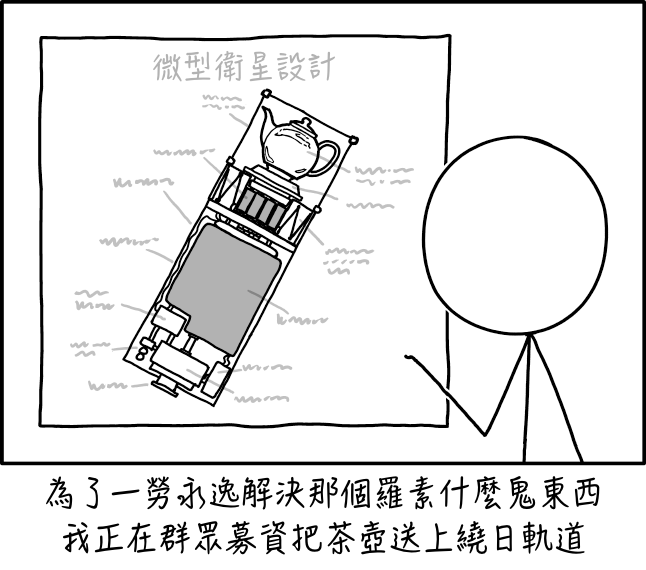 微型衛星設計
為了一勞永逸解決那個羅素什麼鬼東西
我正在群眾募資把茶壺送上繞日軌道